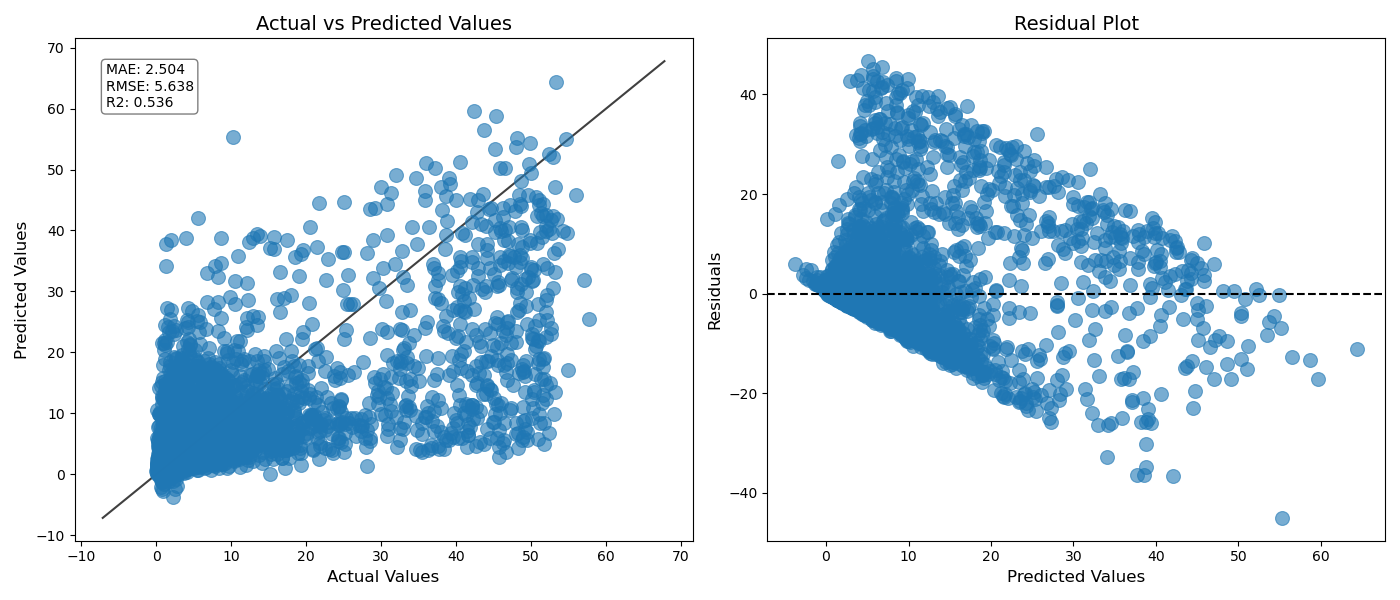 Actual vs Predicted Values
70
60
50
40
30
20
10
0
−10
Predicted Values
MAE: 2.504
RMSE: 5.638
R2: 0.536
−10 0 10 20 30 40 50 60 70
Actual Values
Residual Plot
40
20
0
−20
−40
Residuals
0 10 20 30 40 50 60
Predicted Values